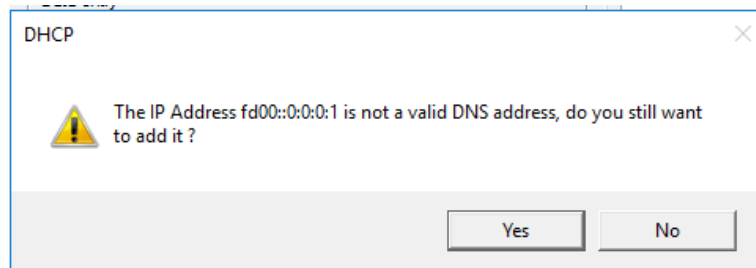 DHCP
The IP Address fd00::0:0:0:1 is not a valid DNS address, do you still want
to add it ?
Yes
No